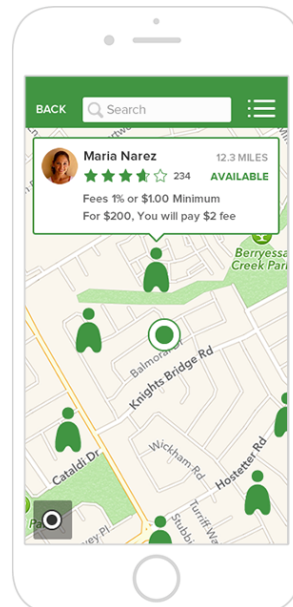 BACK
Search
Maria Narez
12.3 MILES
234
AVAILABLE
Fees 1% or $1.00 Minimum
For $200, You will pay $2 fee
Berryessa
Creek Park
Balmoral Dr
Knights Bridge Rd
Wickham Rd
Cataldi Dr
Hostetter Rd